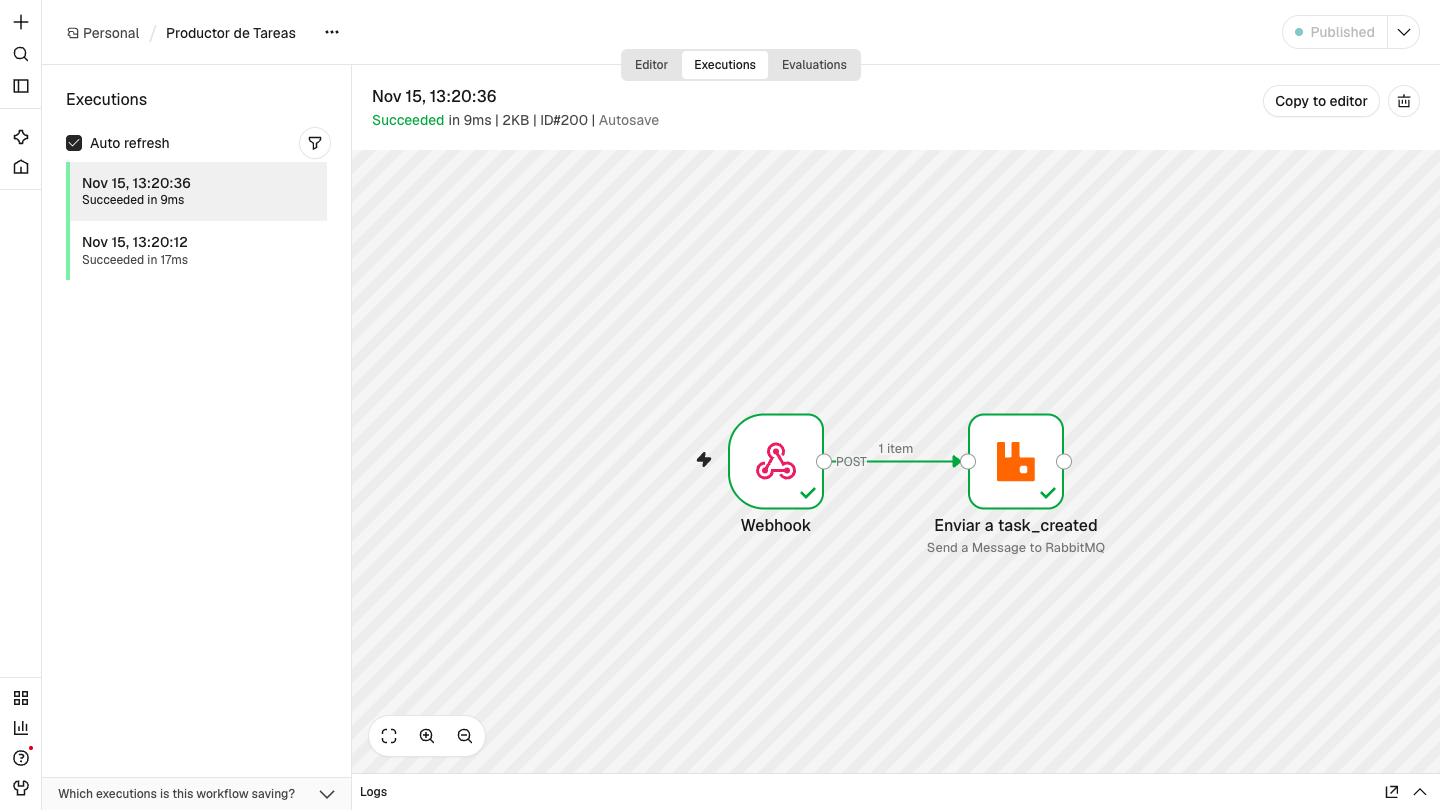 Personal / Productor de Tareas
Published
Editor Executions Evaluations
Executions
Auto refresh
Nov 15, 13:20:36
Succeeded in 9ms
Nov 15, 13:20:12
Succeeded in 17ms
Which executions is this workflow saving?
Nov 15, 13:20:36
Succeeded in 9ms | 2KB | ID#200 | Autosave
Copy to editor
POST
1 item
Webhook
Enviar a task_created
Send a Message to RabbitMQ
Logs